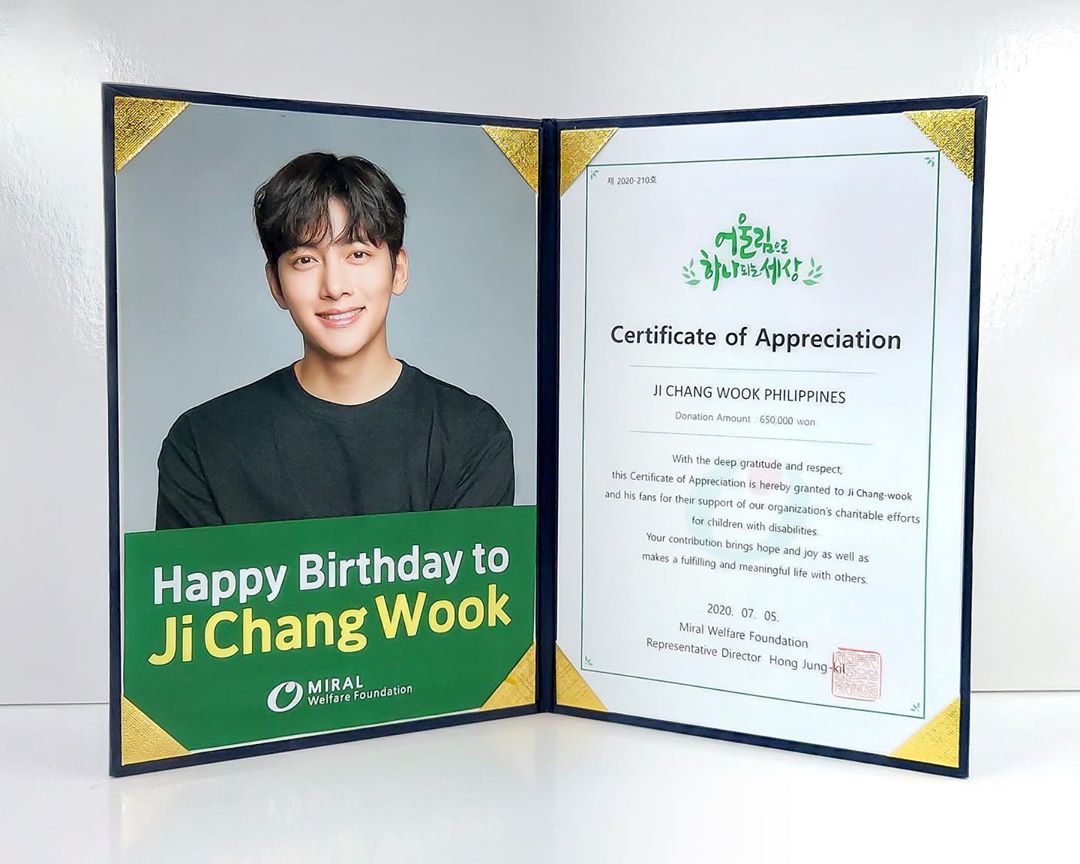 Happy Birthday to
Ji Chang Wook
MIRAL
Welfare Foundation
제 2020-210호
어울림으로
하나되는세상
Certificate of Appreciation
JI CHANG WOOK PHILIPPINES
Donation Amount : 650,000 won
With the deep gratitude and respect,
this Certificate of Appreciation is hereby granted to Ji Chang-wook
and his fans for their support of our organization's charitable efforts
for children with disabilities.
Your contribution brings hope and joy as well as
makes a fulfilling and meaningful life with others.
2020. 07. 05.
Miral Welfare Foundation
Representative Director Hong Jung-kil